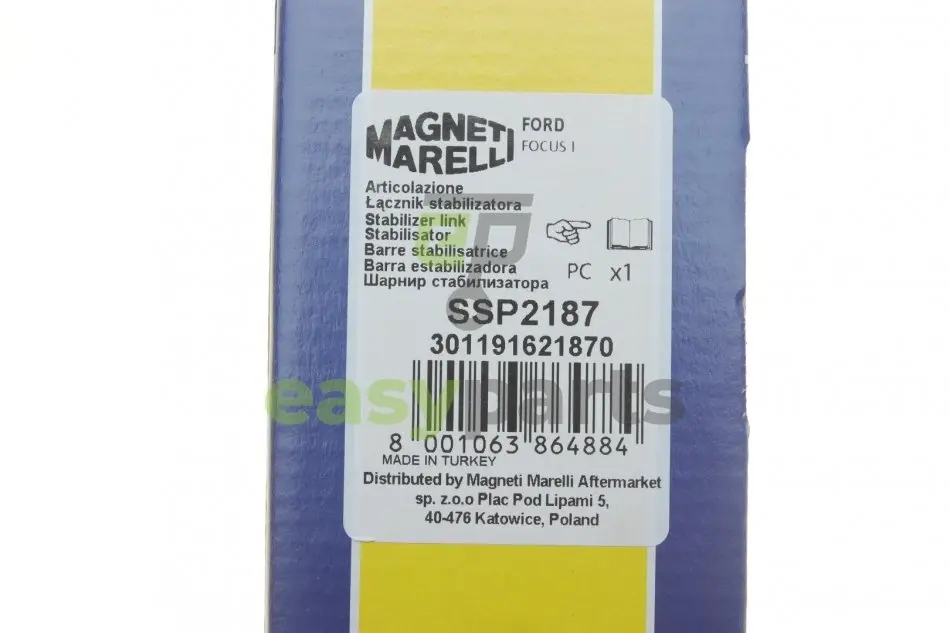 MAGNETI
MARELLI
FORD
FOCUS I
Articolazione
Łącznik stabilizatora
Stabilizer link
Stabilisator
Barre stabilisatrice
Barra estabilizadora
Шарнир стабилизатора
PC x1
SSP2187
301191621870
easyparts
8 001063 864884
MADE IN TURKEY
Distributed by Magneti Marelli Aftermarket
sp. z.o.o Plac Pod Lipami 5,
40-476 Katowice, Poland